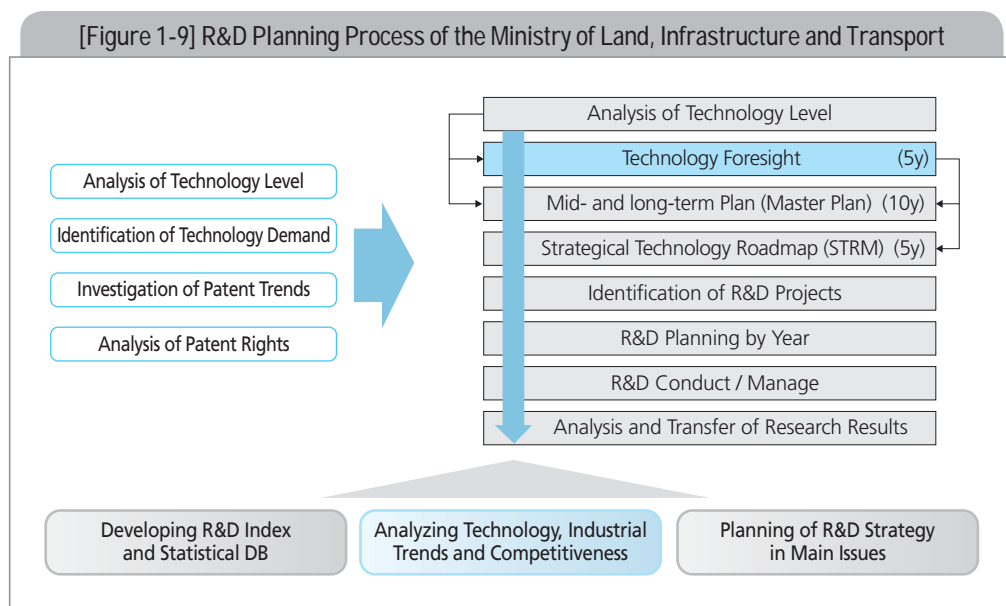 [Figure 1-9] R&D Planning Process of the Ministry of Land, Infrastructure and Transport
Analysis of Technology Level
Identification of Technology Demand
Investigation of Patent Trends
Analysis of Patent Rights
Analysis of Technology Level
Technology Foresight (5y)
Mid- and long-term Plan (Master Plan) (10y)
Strategical Technology Roadmap (STRM) (5y)
Identification of R&D Projects
R&D Planning by Year
R&D Conduct / Manage
Analysis and Transfer of Research Results
Developing R&D Index
and Statistical DB
Analyzing Technology, Industrial
Trends and Competitiveness
Planning of R&D Strategy
in Main Issues